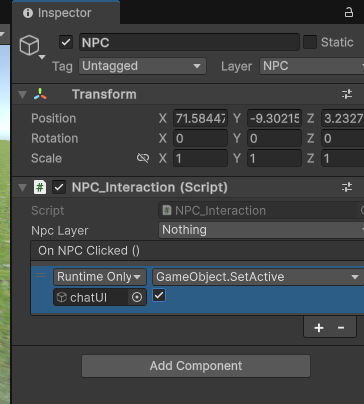 Inspector
NPC
Static
Tag Untagged Layer NPC
Transform
Position X 71.58447 Y -9.30215 Z 3.2327
Rotation X 0 Y 0 Z 0
Scale X 1 Y 1 Z 1
# NPC_Interaction (Script)
Script # NPC_Interaction
Npc Layer Nothing
On NPC Clicked ()
Runtime Only GameObject.SetActive
chatUI
+ -
Add Component